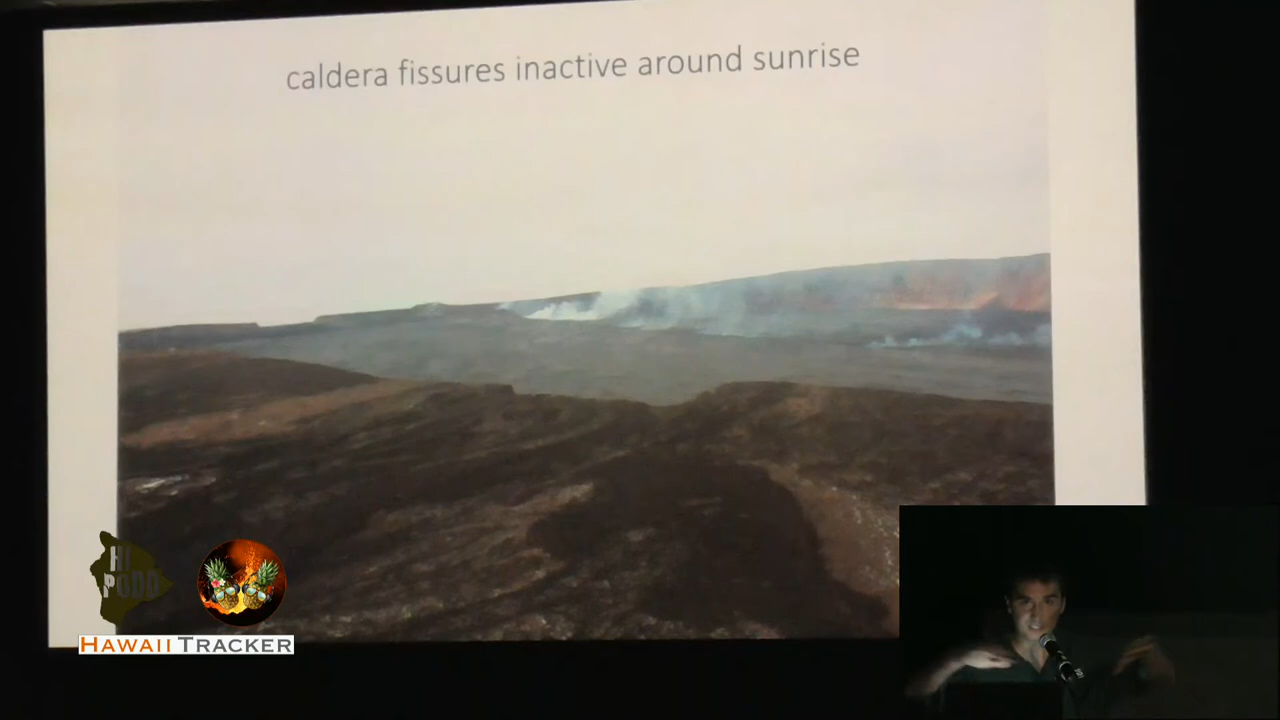 caldera fissures inactive around sunrise
HI
PODD
HAWAII TRACKER